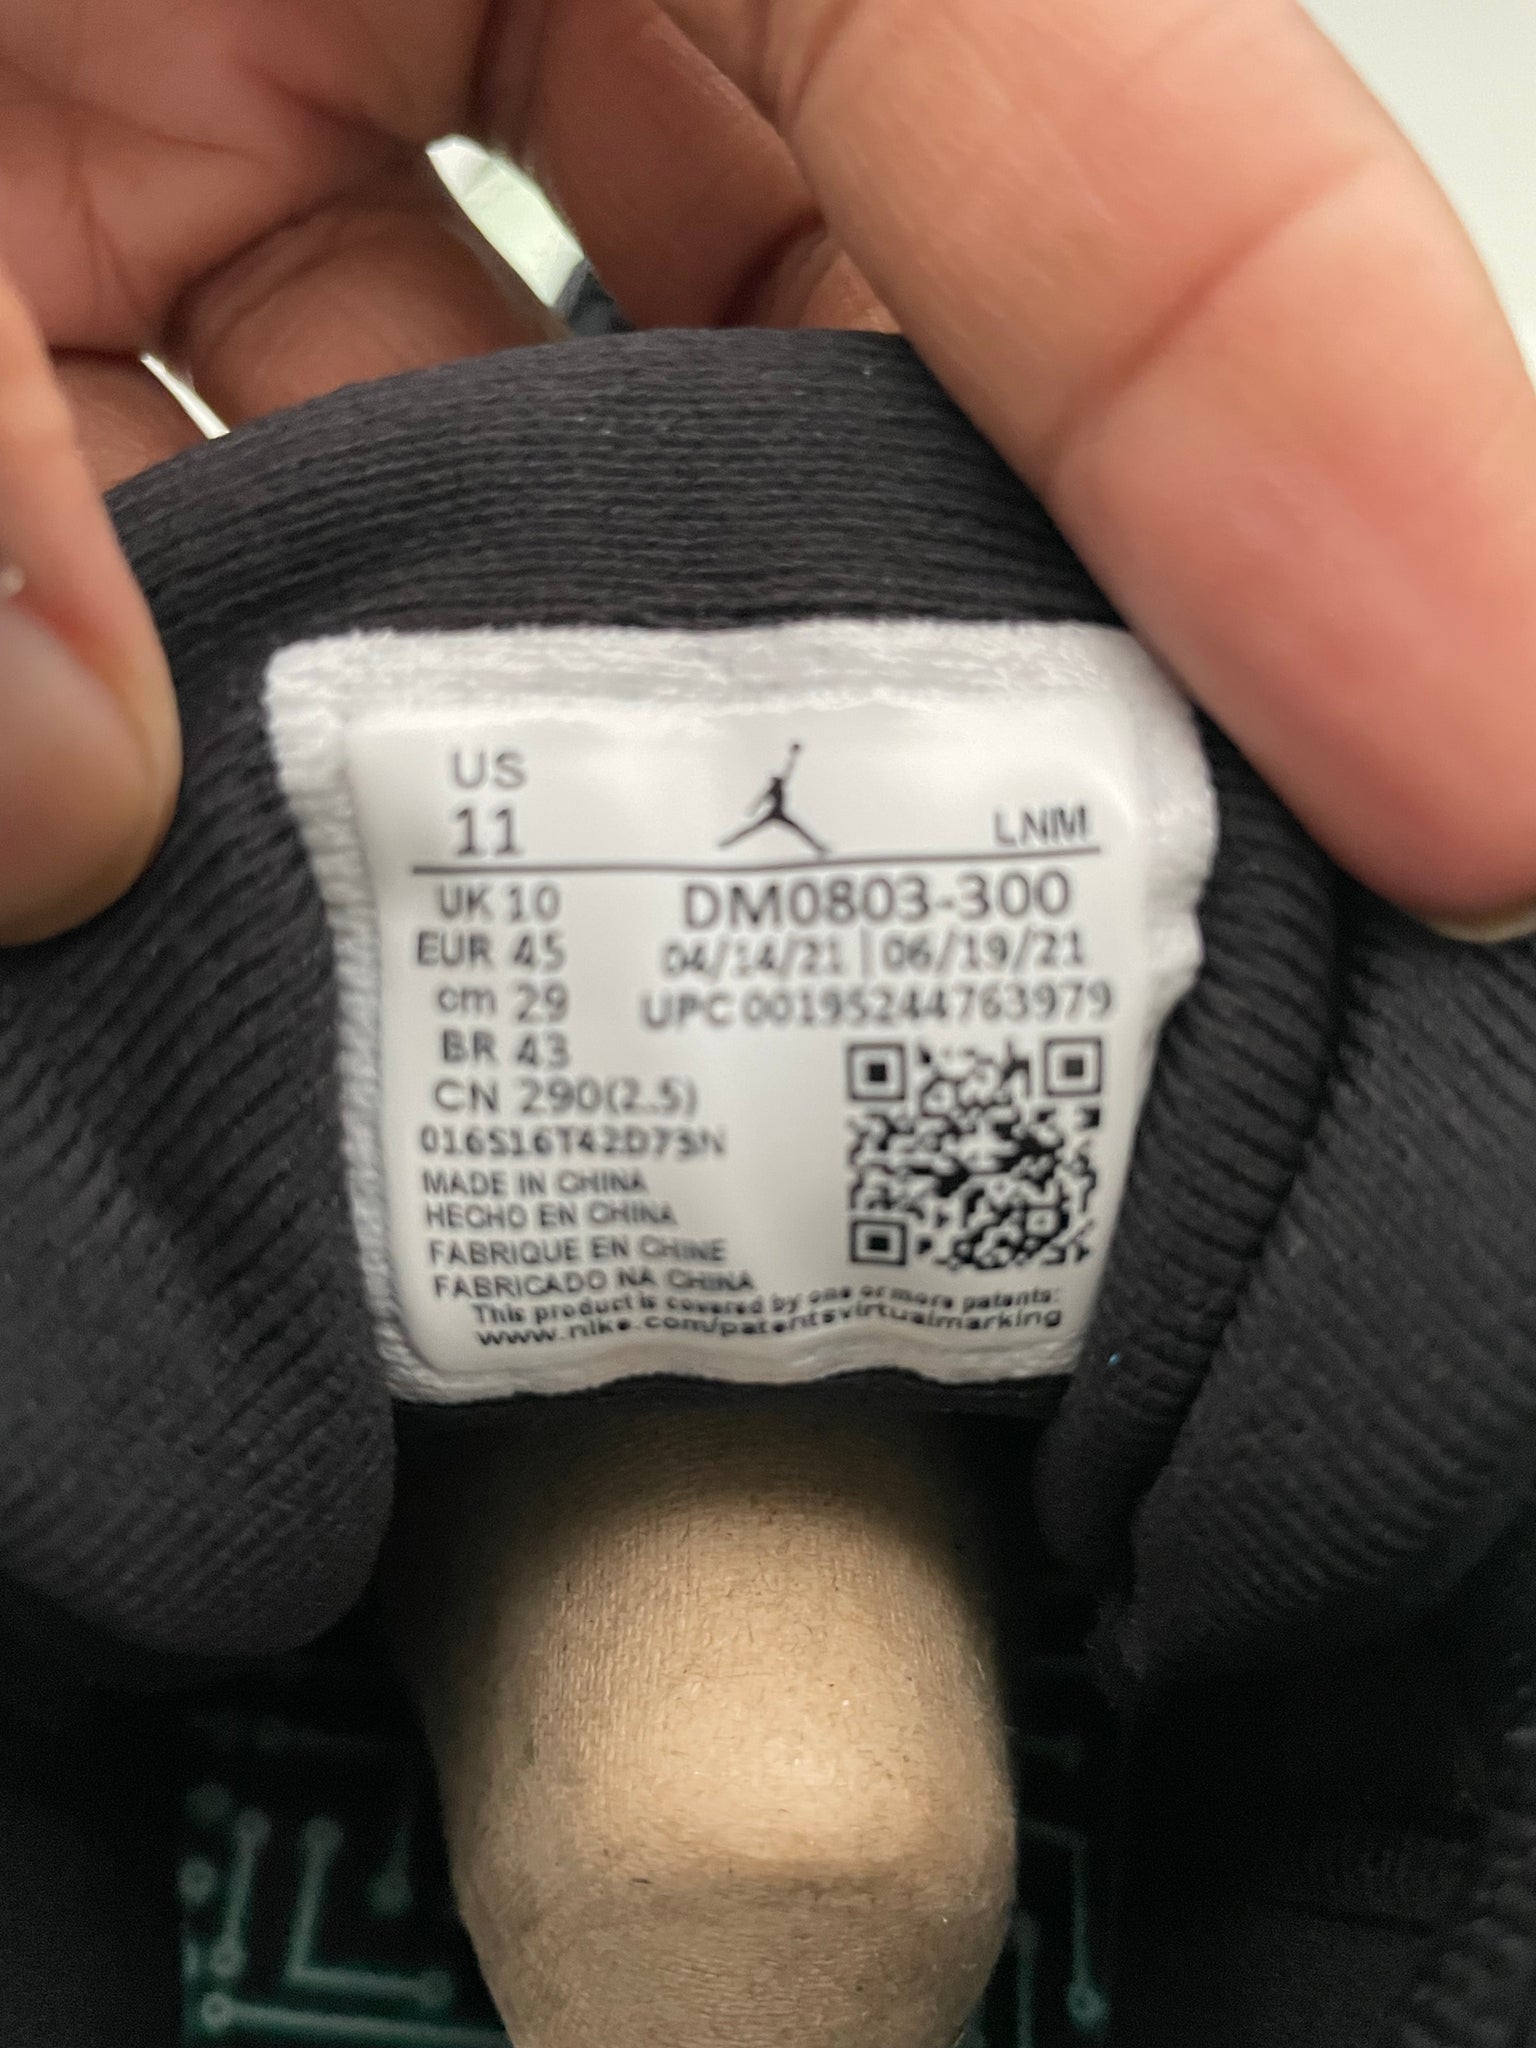 US
11
LNM
UK 10
DM0803-300
EUR 45
04/14/21 | 06/19/21
cm 29
UPC 00195244763979
BR 43
CN 290(2.5)
016S16T42D73N
MADE IN CHINA
HECHO EN CHINA
FABRIQUE EN CHINE
FABRICADO NA CHINA
This product is covered by one or more patents:
www.nike.com/patentsvirtualmarking